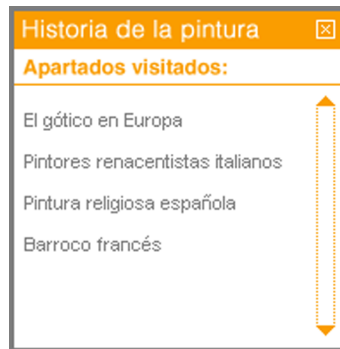 Historia de la pintura
Apartados visitados:
El gótico en Europa
Pintores renacentistas italianos
Pintura religiosa española
Barroco francés